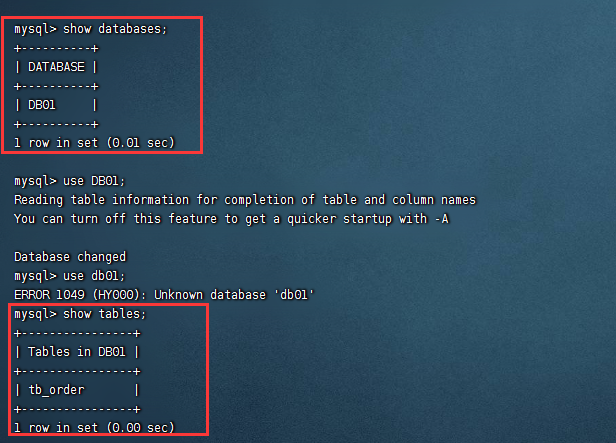 mysql> show databases;
+----------+
| DATABASE |
+----------+
| DB01     |
+----------+
1 row in set (0.01 sec)

mysql> use DB01;
Reading table information for completion of table and column names
You can turn off this feature to get a quicker startup with -A

Database changed
mysql> use db01;
ERROR 1049 (HY000): Unknown database 'db01'
mysql> show tables;
+----------------+
| Tables in DB01 |
+----------------+
| tb_order       |
+----------------+
1 row in set (0.00 sec)